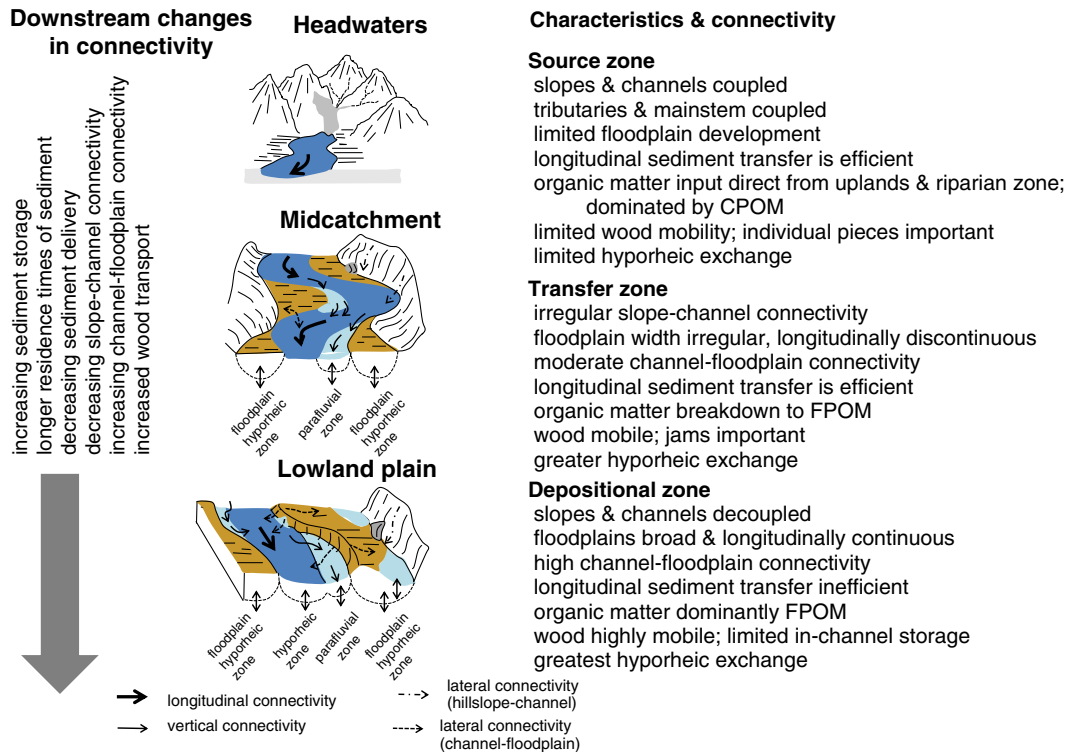 Downstream changes
in connectivity
increasing sediment storage
longer residence times of sediment
decreasing sediment delivery
decreasing slope-channel connectivity
increasing channel-floodplain connectivity
increased wood transport
Headwaters
Midcatchment
floodplain
hyporheic
zone
parafluvial
zone
floodplain
hyporheic
zone
Lowland plain
floodplain
hyporheic
zone
hyporheic
zone
parafluvial
zone
floodplain
hyporheic
zone
Characteristics & connectivity
Source zone
slopes & channels coupled
tributaries & mainstem coupled
limited floodplain development
longitudinal sediment transfer is efficient
organic matter input direct from uplands & riparian zone;
dominated by CPOM
limited wood mobility; individual pieces important
limited hyporheic exchange
Transfer zone
irregular slope-channel connectivity
floodplain width irregular, longitudinally discontinuous
moderate channel-floodplain connectivity
longitudinal sediment transfer is efficient
organic matter breakdown to FPOM
wood mobile; jams important
greater hyporheic exchange
Depositional zone
slopes & channels decoupled
floodplains broad & longitudinally continuous
high channel-floodplain connectivity
longitudinal sediment transfer inefficient
organic matter dominantly FPOM
wood highly mobile; limited in-channel storage
greatest hyporheic exchange
longitudinal connectivity
vertical connectivity
lateral connectivity
(hillslope-channel)
lateral connectivity
(channel-floodplain)